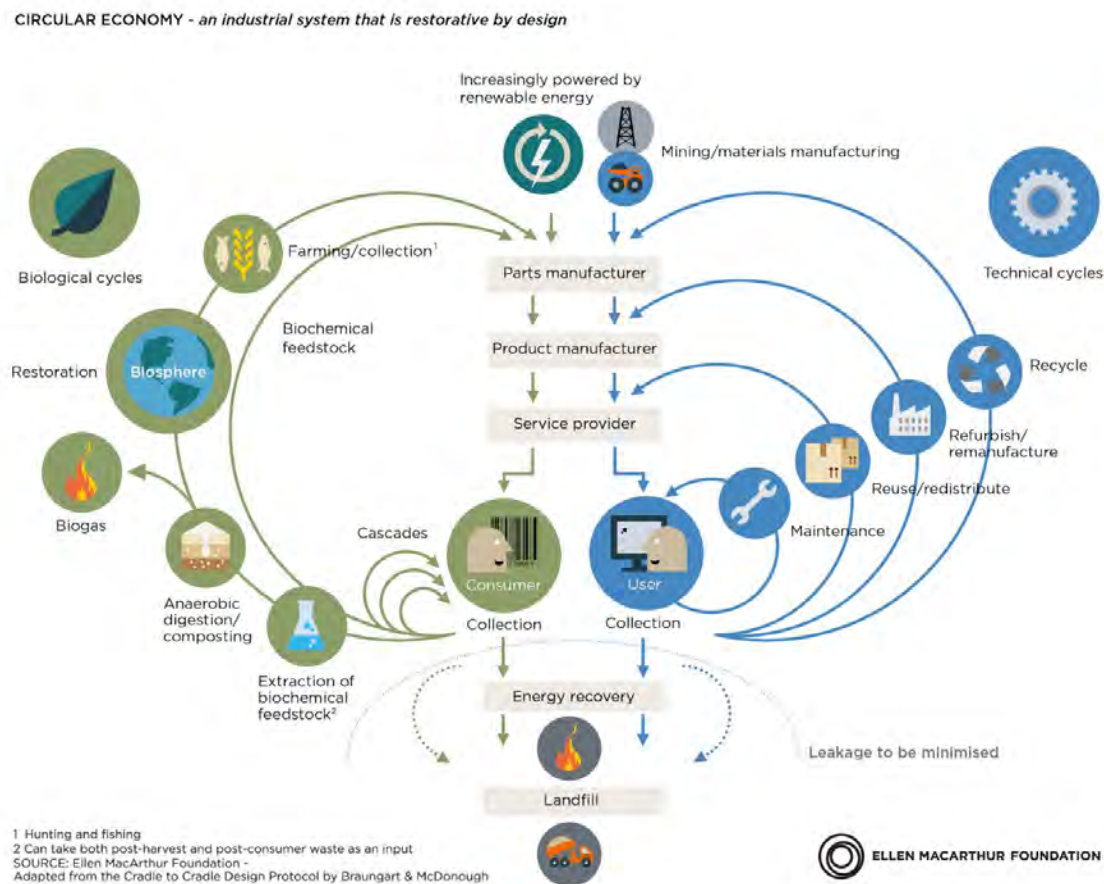 CIRCULAR ECONOMY - an industrial system that is restorative by design
Increasingly powered by
renewable energy
Mining/materials manufacturing
Farming/collection¹
Biological cycles
Parts manufacturer
Technical cycles
Biochemical
feedstock
Product manufacturer
Restoration
Biosphere
Recycle
Service provider
Refurbish/
remanufacture
Reuse/redistribute
Biogas
Cascades
Maintenance
Consumer
User
Anaerobic
digestion/
composting
Collection
Collection
Extraction of
biochemical
feedstock²
Energy recovery
Leakage to be minimised
Landfill
1 Hunting and fishing
2 Can take both post-harvest and post-consumer waste as an input
SOURCE: Ellen MacArthur Foundation -
Adapted from the Cradle to Cradle Design Protocol by Braungart & McDonough
ELLEN MACARTHUR FOUNDATION